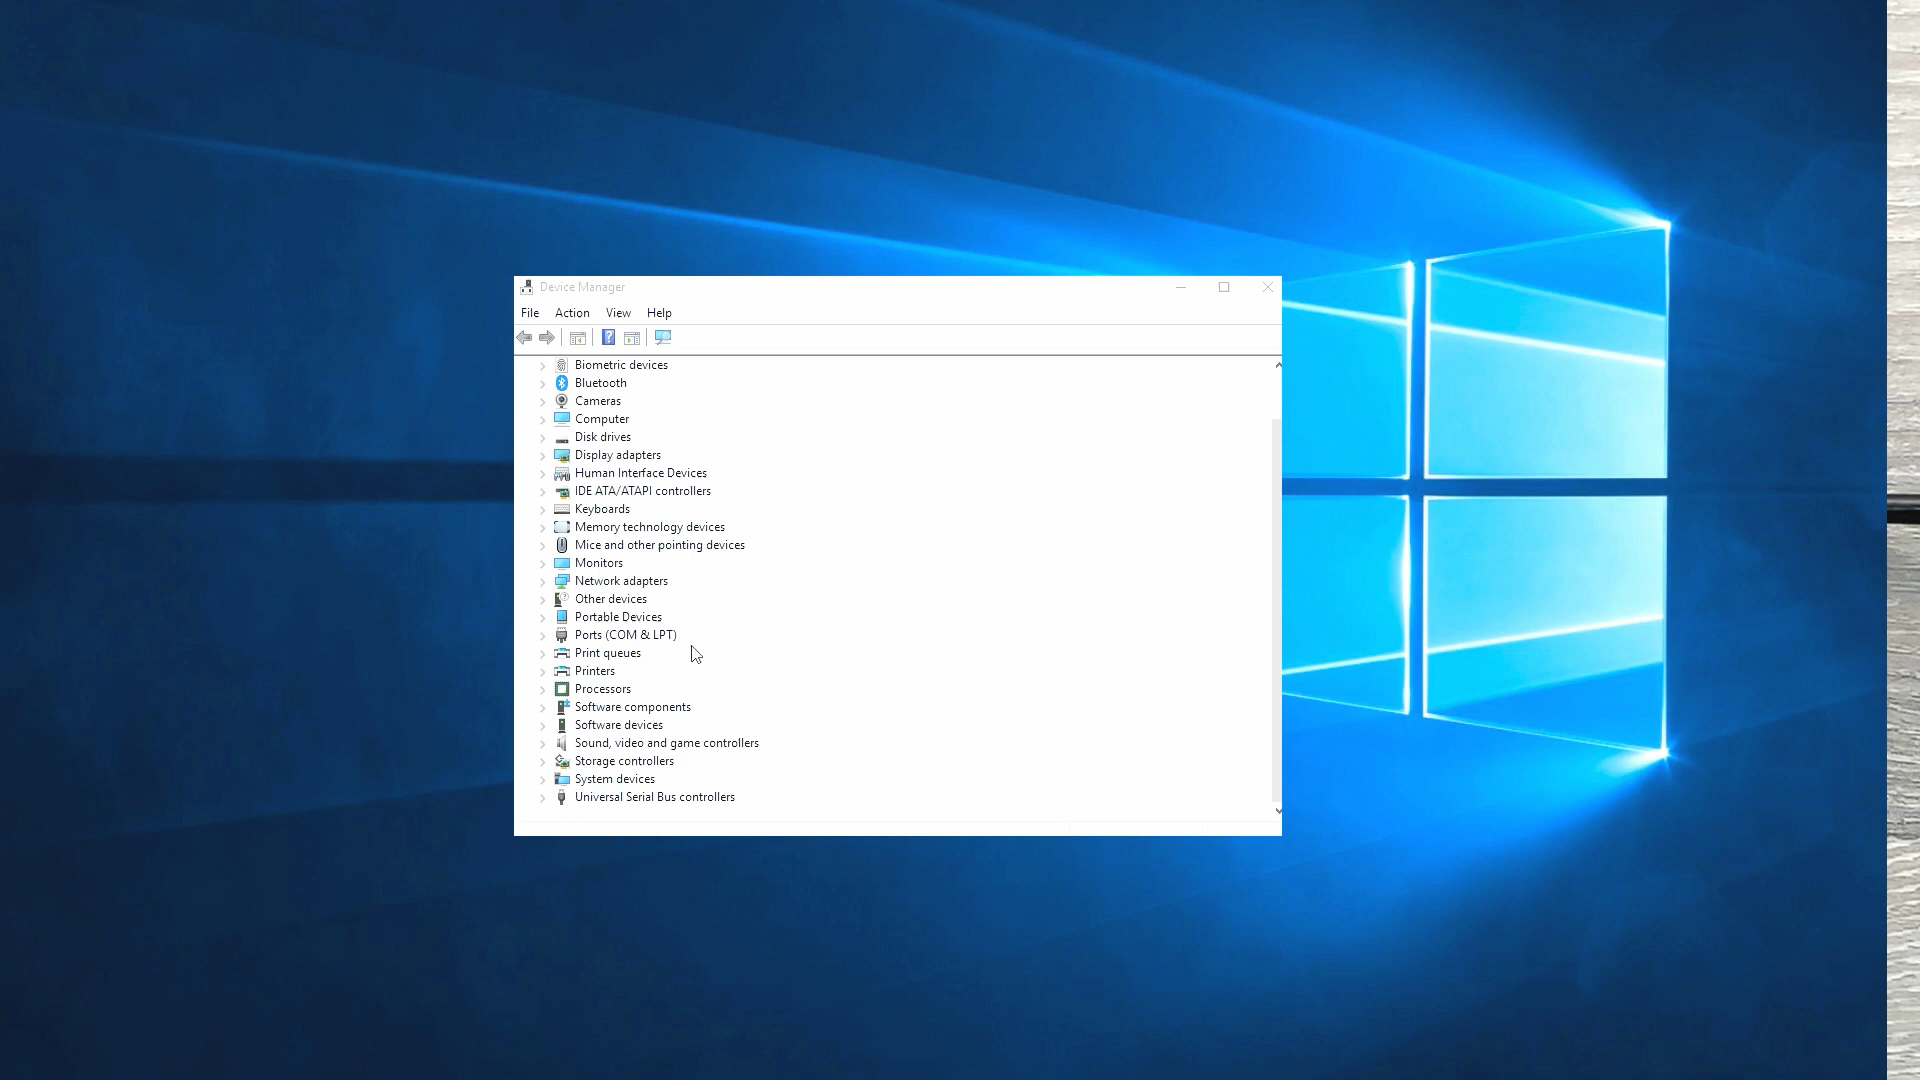 Device Manager
File Action View Help
Biometric devices
Bluetooth
Cameras
Computer
Disk drives
Display adapters
Human Interface Devices
IDE ATA/ATAPI controllers
Keyboards
Memory technology devices
Mice and other pointing devices
Monitors
Network adapters
Other devices
Portable Devices
Ports (COM & LPT)
Print queues
Printers
Processors
Software components
Software devices
Sound, video and game controllers
Storage controllers
System devices
Universal Serial Bus controllers